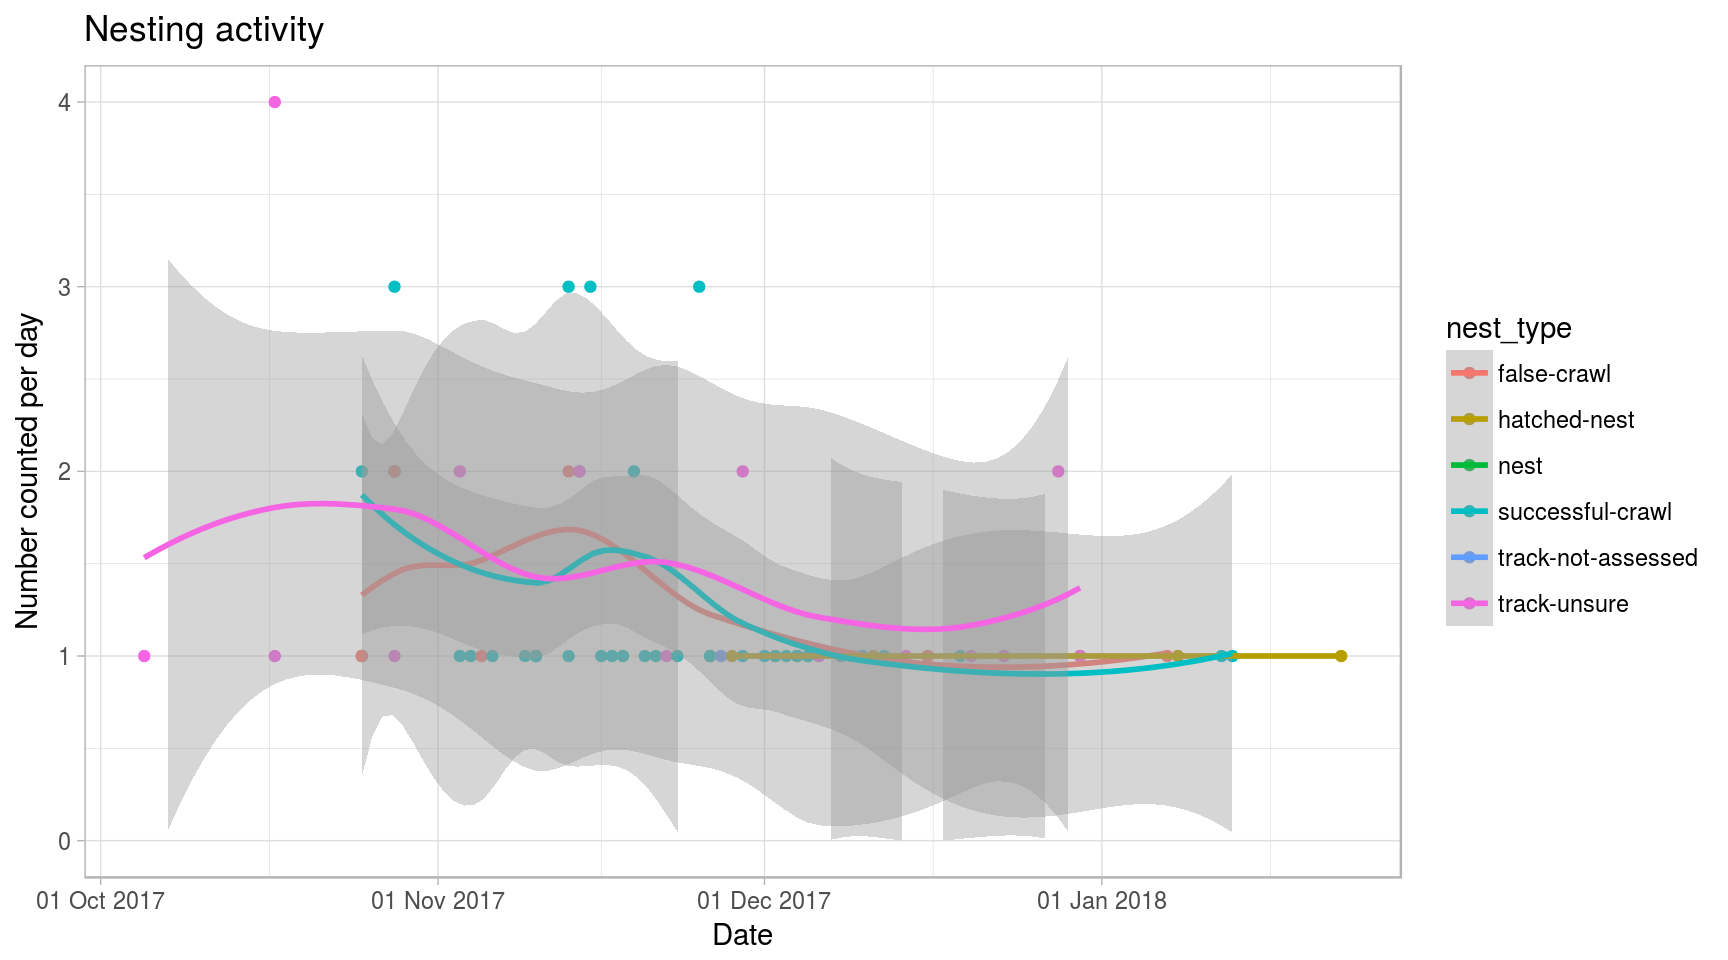 Nesting activity
Number counted per day
4
3
2
1
0
01 Oct 2017
01 Nov 2017
01 Dec 2017
01 Jan 2018
Date
nest_type
false-crawl
hatched-nest
nest
successful-crawl
track-not-assessed
track-unsure